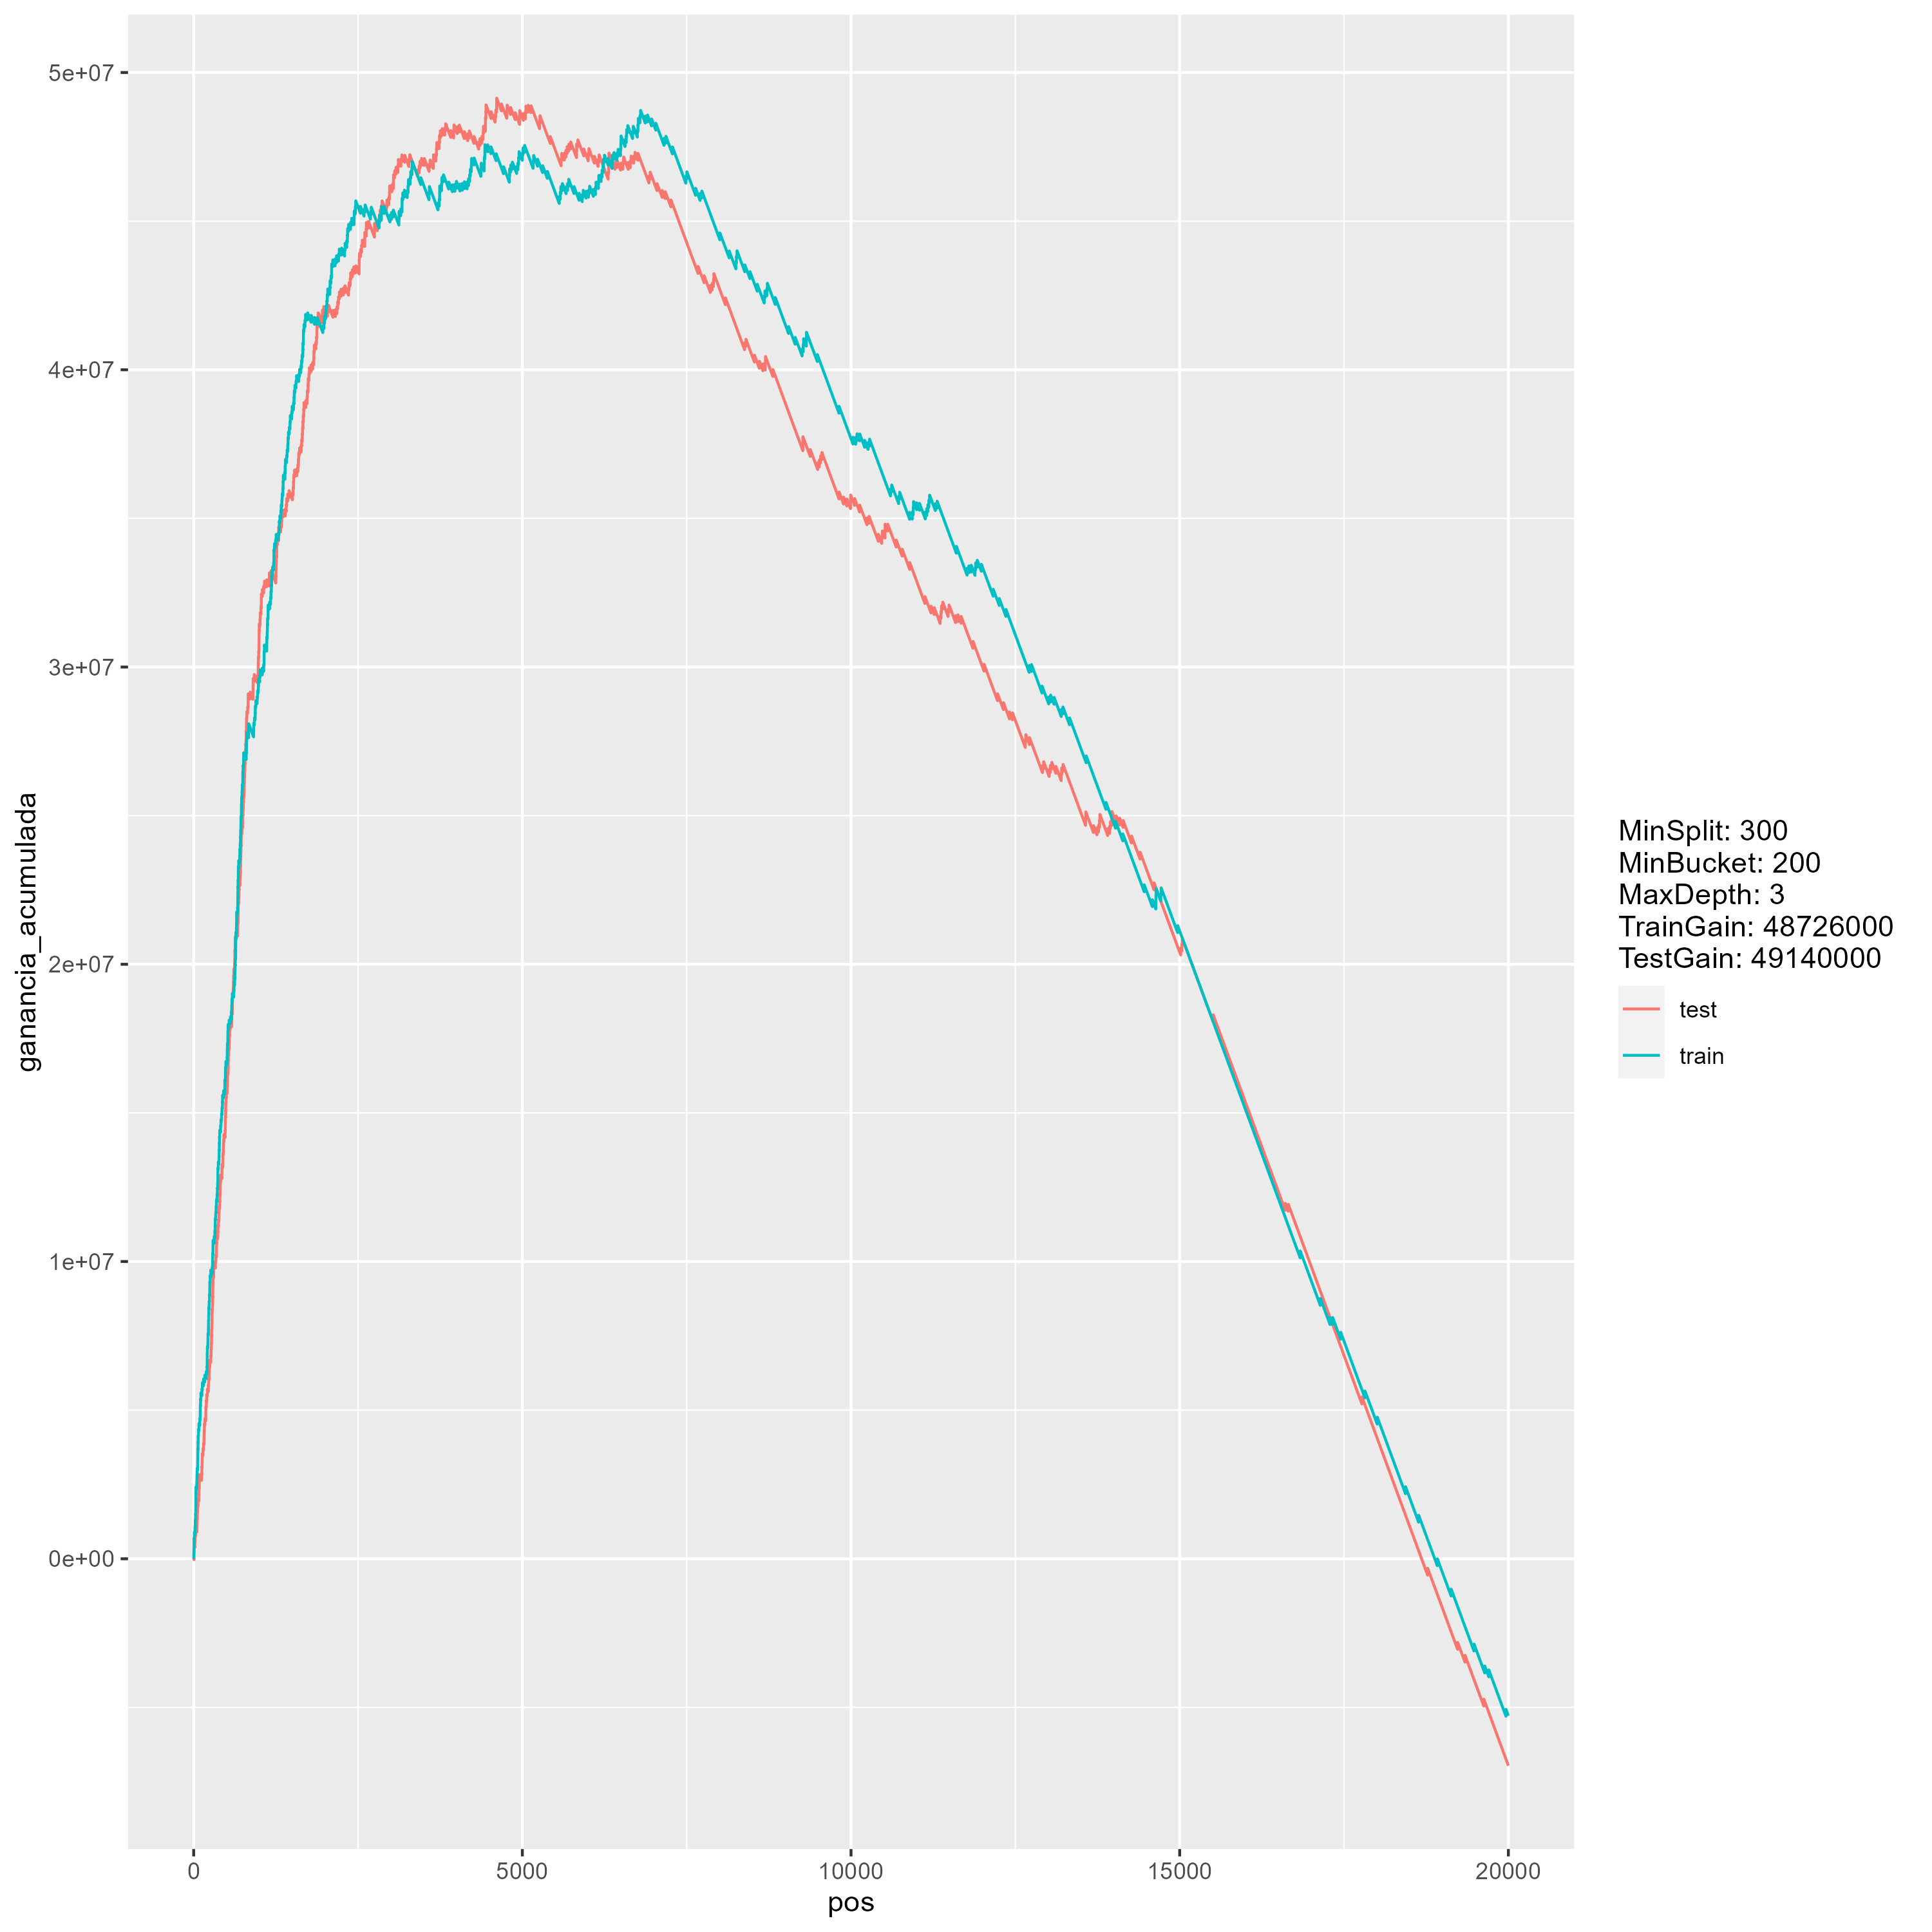 5e+07
4e+07
3e+07
2e+07
1e+07
0e+00
ganancia_acumulada
0
5000
10000
15000
20000
pos
MinSplit: 300
MinBucket: 200
MaxDepth: 3
TrainGain: 48726000
TestGain: 49140000
test
train